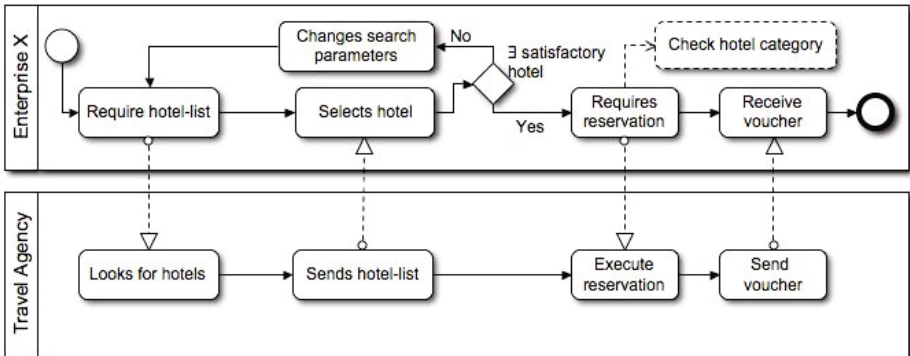 Enterprise X
Changes search
parameters
No
∃ satisfactory
hotel
Check hotel category
Require hotel-list
Selects hotel
Yes
Requires
reservation
Receive
voucher
Travel Agency
Looks for hotels
Sends hotel-list
Execute
reservation
Send
voucher